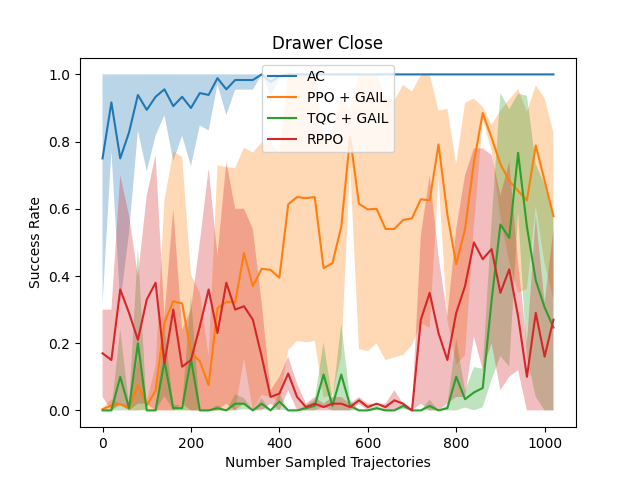 Drawer Close
AC
PPO + GAIL
TQC + GAIL
RPPO
Success Rate
1.0
0.8
0.6
0.4
0.2
0.0
0 200 400 600 800 1000
Number Sampled Trajectories